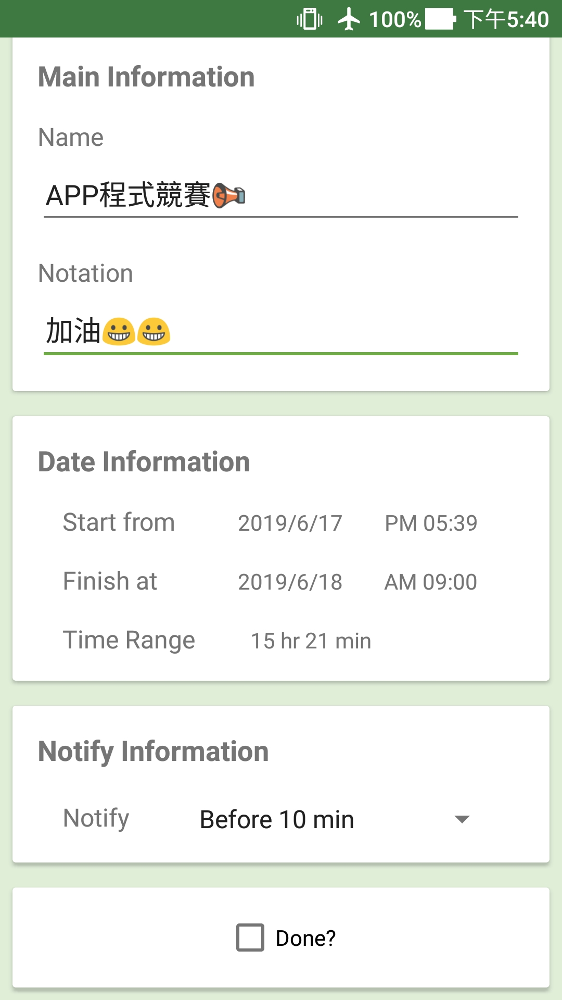 100% 下午5:40
Main Information
Name
APP程式競賽📣
Notation
加油😀😀
Date Information
Start from 2019/6/17 PM 05:39
Finish at 2019/6/18 AM 09:00
Time Range 15 hr 21 min
Notify Information
Notify Before 10 min
Done?